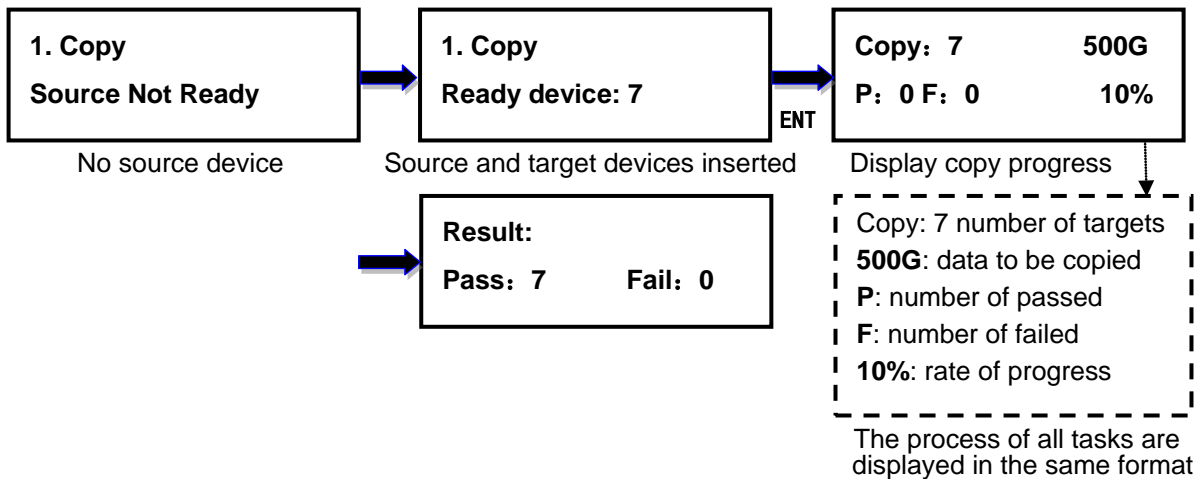 1. Copy
Source Not Ready
No source device
1. Copy
Ready device: 7
Source and target devices inserted
ENT
Copy：7 500G
P：0 F：0 10%
Display copy progress
Copy: 7 number of targets
500G: data to be copied
P: number of passed
F: number of failed
10%: rate of progress
The process of all tasks are
displayed in the same format
Result:
Pass：7 Fail：0